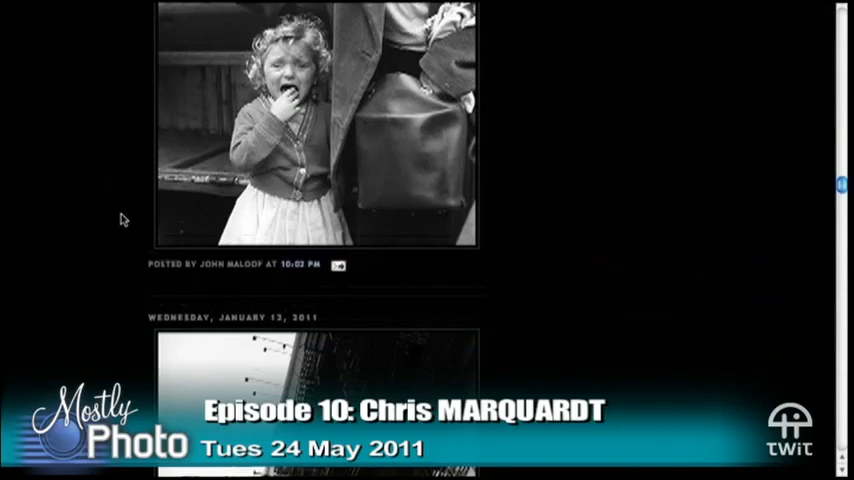 POSTED BY JOHN MALOOF AT 10:02 PM
WEDNESDAY, JANUARY 12, 2011
Mostly
Photo
Episode 10: Chris MARQUARDT
Tues 24 May 2011
TWiT